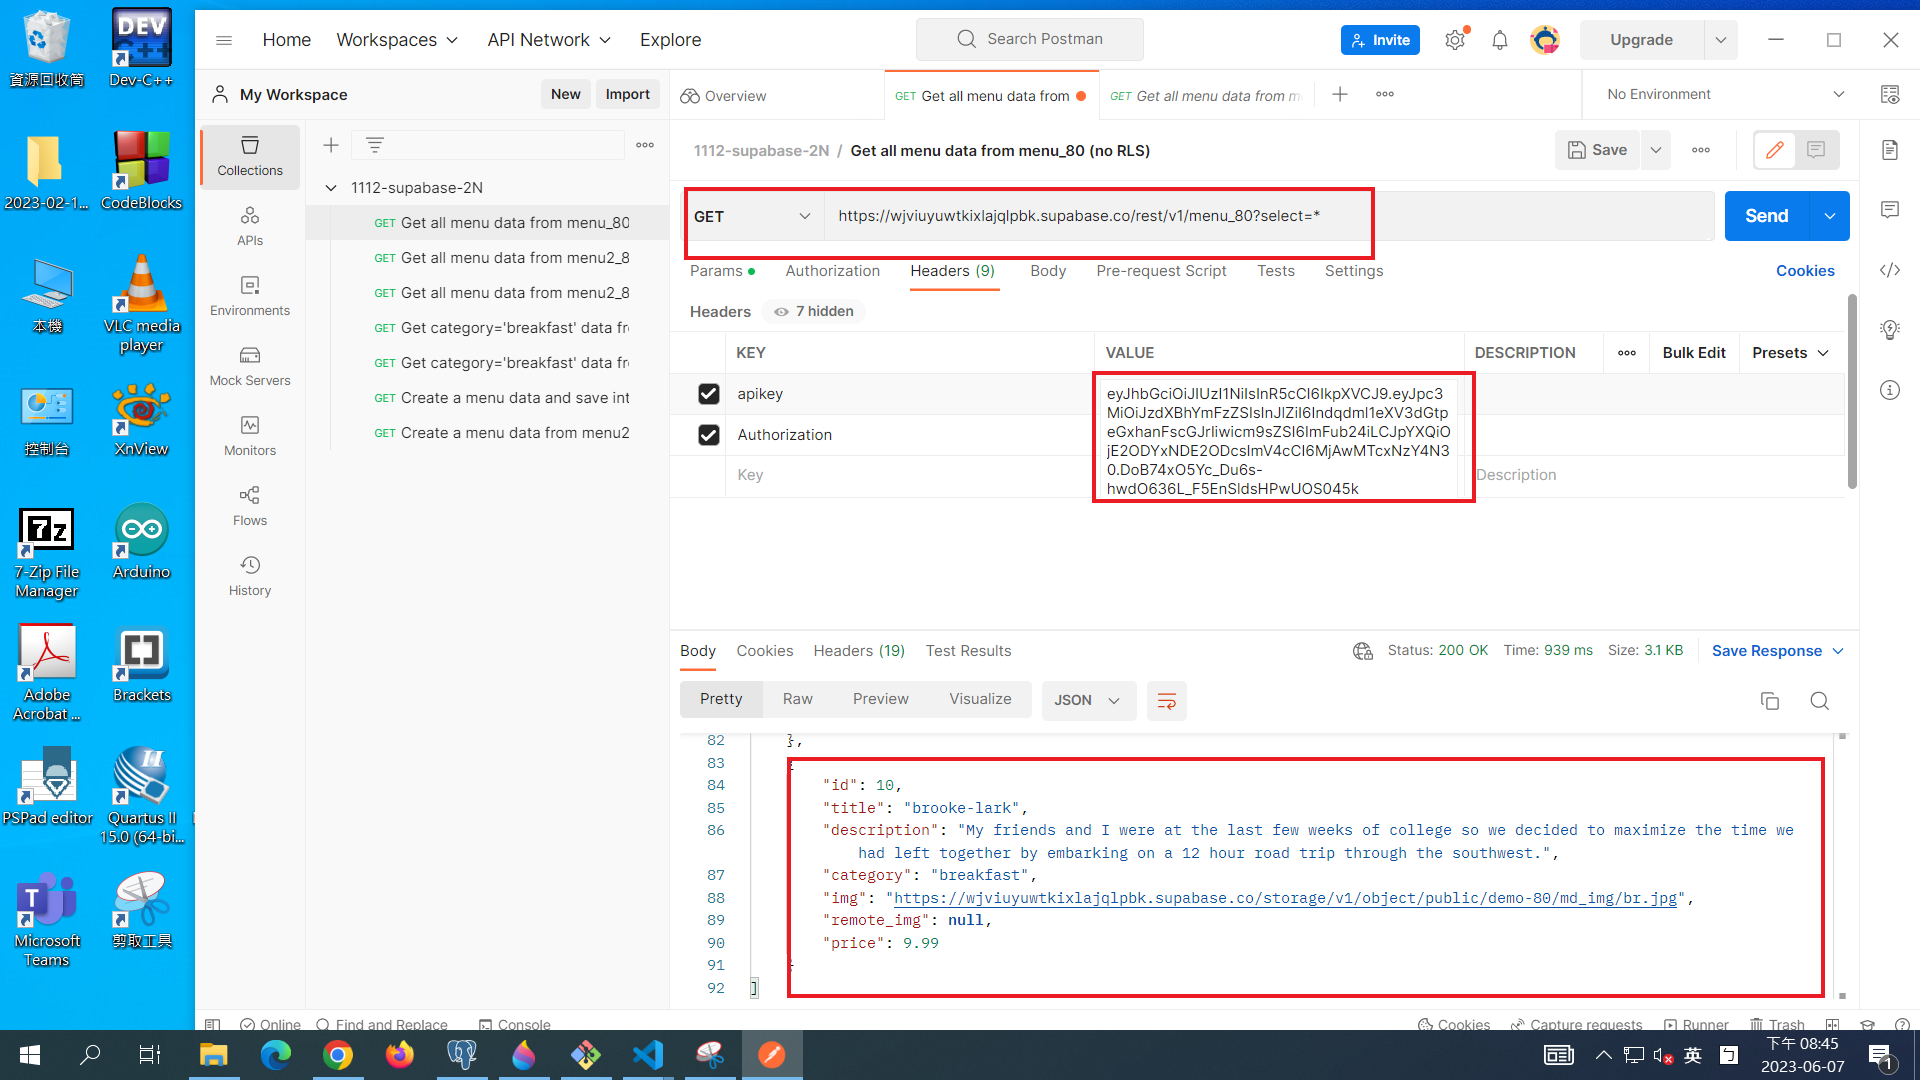 資源回收筒
Dev-C++
2023-02-1...
CodeBlocks
本機
VLC media player
控制台
XnView
7-Zip File Manager
Arduino
Adobe Acrobat ...
Brackets
PSPad editor
Quartus II 15.0 (64-bi...
Microsoft Teams
剪取工具
Home
Workspaces
API Network
Explore
Search Postman
Invite
Upgrade
My Workspace
New
Import
Overview
GET Get all menu data from
GET Get all menu data from m
No Environment
Collections
APIs
Environments
Mock Servers
Monitors
Flows
History
1112-supabase-2N
GET Get all menu data from menu_80
GET Get all menu data from menu2_8
GET Get all menu data from menu2_8
GET Get category='breakfast' data fr
GET Get category='breakfast' data fr
GET Create a menu data and save int
GET Create a menu data from menu2
1112-supabase-2N / Get all menu data from menu_80 (no RLS)
Save
GET
https://wjviuyuwtkixlajqlpbk.supabase.co/rest/v1/menu_80?select=*
Send
Params
Authorization
Headers (9)
Body
Pre-request Script
Tests
Settings
Cookies
Headers
7 hidden
KEY
VALUE
DESCRIPTION
Bulk Edit
Presets
apikey
Authorization
Key
Description
Body
Cookies
Headers (19)
Test Results
Status: 200 OK
Time: 939 ms
Size: 3.1 KB
Save Response
Pretty
Raw
Preview
Visualize
JSON
82 },
83 {
84 "id": 10,
85 "title": "brooke-lark",
86 "description": "My friends and I were at the last few weeks of college so we decided to maximize the time we
had left together by embarking on a 12 hour road trip through the southwest.",
87 "category": "breakfast",
88 "img": "https://wjviuyuwtkixlajqlpbk.supabase.co/storage/v1/object/public/demo-80/md_img/br.jpg",
89 "remote_img": null,
90 "price": 9.99
91 }
92 ]
Online
Find and Replace
Console
Cookies
Capture requests
Runner
Trash
英
下午 08:45
2023-06-07
1